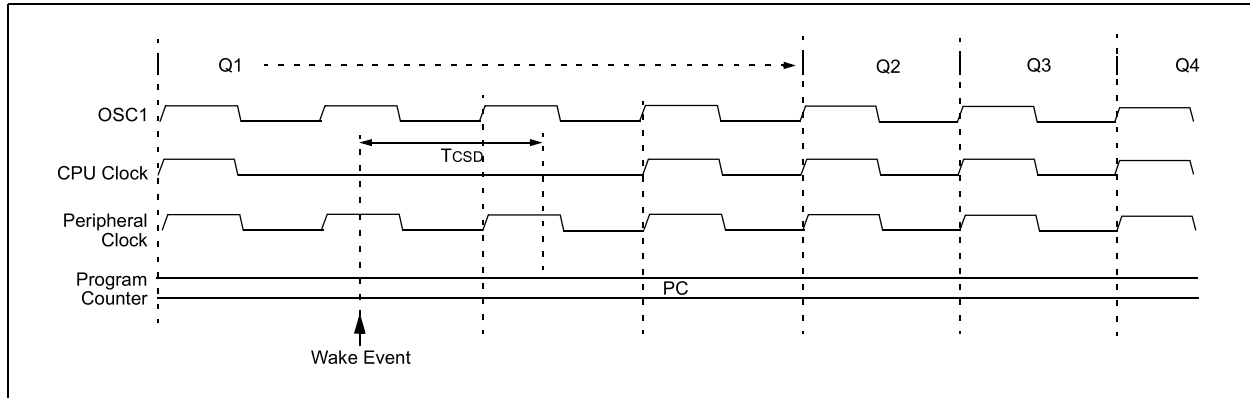 Q1 Q2 Q3 Q4
OSC1
TCSD
CPU Clock
Peripheral
Clock
Program
Counter
PC
Wake Event